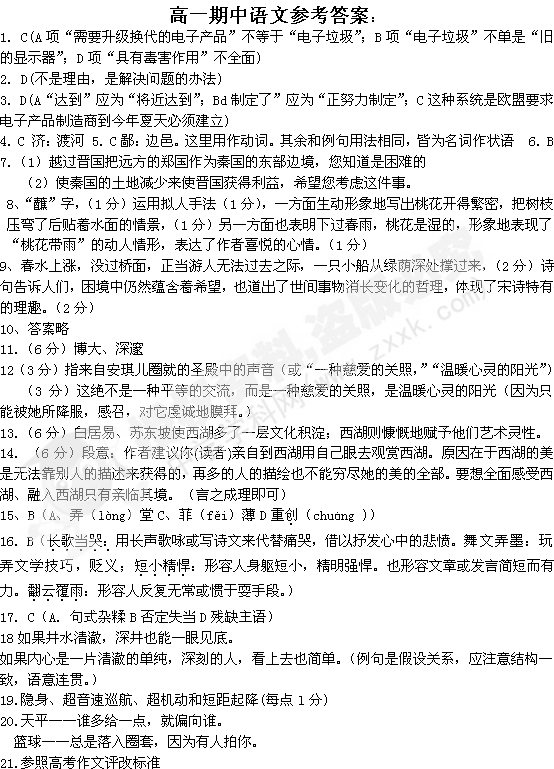 高一期中语文参考答案：
1. C(A项“需要升级换代的电子产品”不等于“电子垃圾”；B项“电子垃圾”不单是“旧
的显示器”；D项“具有毒害作用”不全面)
2. D(不是理由，是解决问题的办法)
3. D(A“达到”应为“将近达到”；Bd制定了”应为“正努力制定”；C这种系统是欧盟要求
电子产品制造商到今年夏天必须建立)
4. C 济：渡河 5. C鄙：边邑。这里用作动词。其余和例句用法相同，皆为名词作状语 6. B
7.（1）越过晋国把远方的郑国作为秦国的东部边境，您知道是困难的
（2）使秦国的土地减少来使晋国获得利益，希望您考虑这件事。
8、“蘸”字，（1分）运用拟人手法（1分），一方面生动形象地写出桃花开得繁密，把树枝
压弯了后贴着水面的情景，（1分）另一方面也表明下过春雨，桃花是湿的，形象地表现了
“桃花带雨”的动人情形，表达了作者喜悦的心情。（1分）
9、春水上涨，没过桥面，正当游人无法过去之际，一只小船从绿荫深处撑过来，（2分）诗
句告诉人们，困境中仍然蕴含着希望，也道出了世间事物消长变化的哲理，体现了宋诗特有
的理趣。（2分）
10、答案略
11.（6分）博大、深邃
12（3分）指来自安琪儿圈就的圣殿中的声音（或“一种慈爱的关照，”“温暖心灵的阳光”）
（3 分）这绝不是一种平等的交流，而是一种慈爱的关照，是温暖心灵的阳光（因为只
能被她所降服，感召，对它虔诚地膜拜。）
13.（6分）白居易、苏东坡使西湖多了一层文化积淀；西湖则慷慨地赋予他们艺术灵性。
14. （6分）段意：作者建议你(读者)亲自到西湖用自己眼去观赏西湖。原因在于西湖的美
是无法靠别人的描述来获得的，再多的人的描绘也不能穷尽她的美的全部。要想全面感受西
湖、融入西湖只有亲临其境。（言之成理即可）
15、B（A、弄（lòng）堂C、菲（fěi）薄D重创（chuāng ））
16. B（长歌当哭：用长声歌咏或写诗文来代替痛哭，借以抒发心中的悲愤。舞文弄墨：玩
弄文学技巧，贬义；短小精悍：形容人身躯短小，精明强悍。也形容文章或发言简短而有
力。翻云覆雨：形容人反复无常或惯于耍手段。）
17. C（A. 句式杂糅B否定失当D残缺主语）
18如果井水清澈，深井也能一眼见底。
如果内心是一片清澈的单纯，深刻的人，看上去也简单。（例句是假设关系，应注意结构一
致，语意连贯。）
19.隐身、超音速巡航、超机动和短距起降(每点1分)
20.天平——谁多给一点，就偏向谁。
篮球——总是落入圈套，因为有人拍你。
21.参照高考作文评改标准